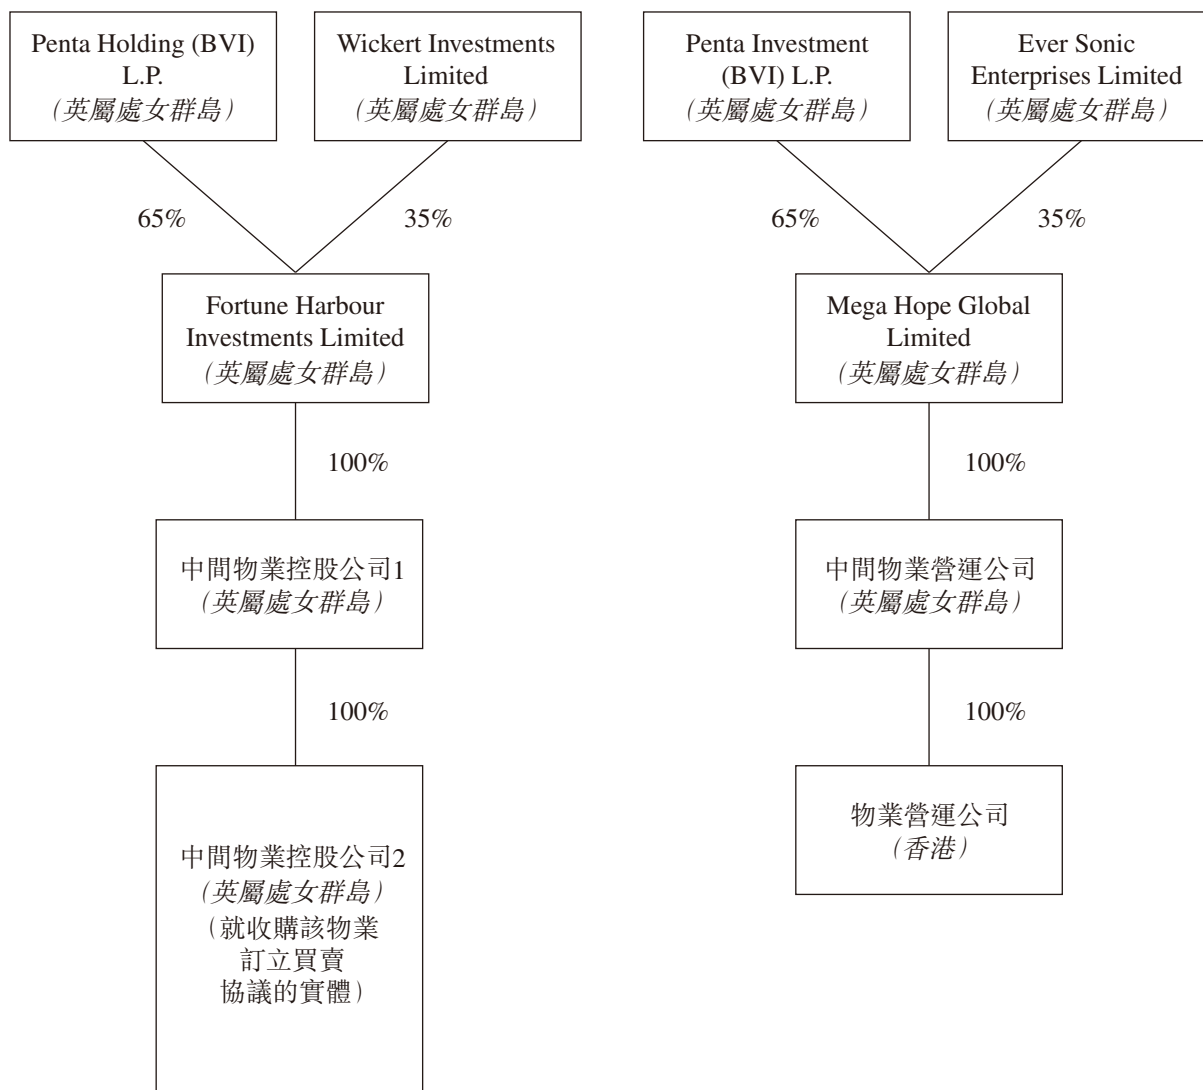 Penta Holding (BVI)
L.P.
（英屬處女群島）
Wickert Investments
Limited
（英屬處女群島）
Penta Investment
(BVI) L.P.
（英屬處女群島）
Ever Sonic
Enterprises Limited
（英屬處女群島）
65%
35%
65%
35%
Fortune Harbour
Investments Limited
（英屬處女群島）
Mega Hope Global
Limited
（英屬處女群島）
100%
100%
中間物業控股公司1
（英屬處女群島）
中間物業營運公司
（英屬處女群島）
100%
100%
中間物業控股公司2
（英屬處女群島）
（就收購該物業
訂立買賣
協議的實體）
物業營運公司
（香港）